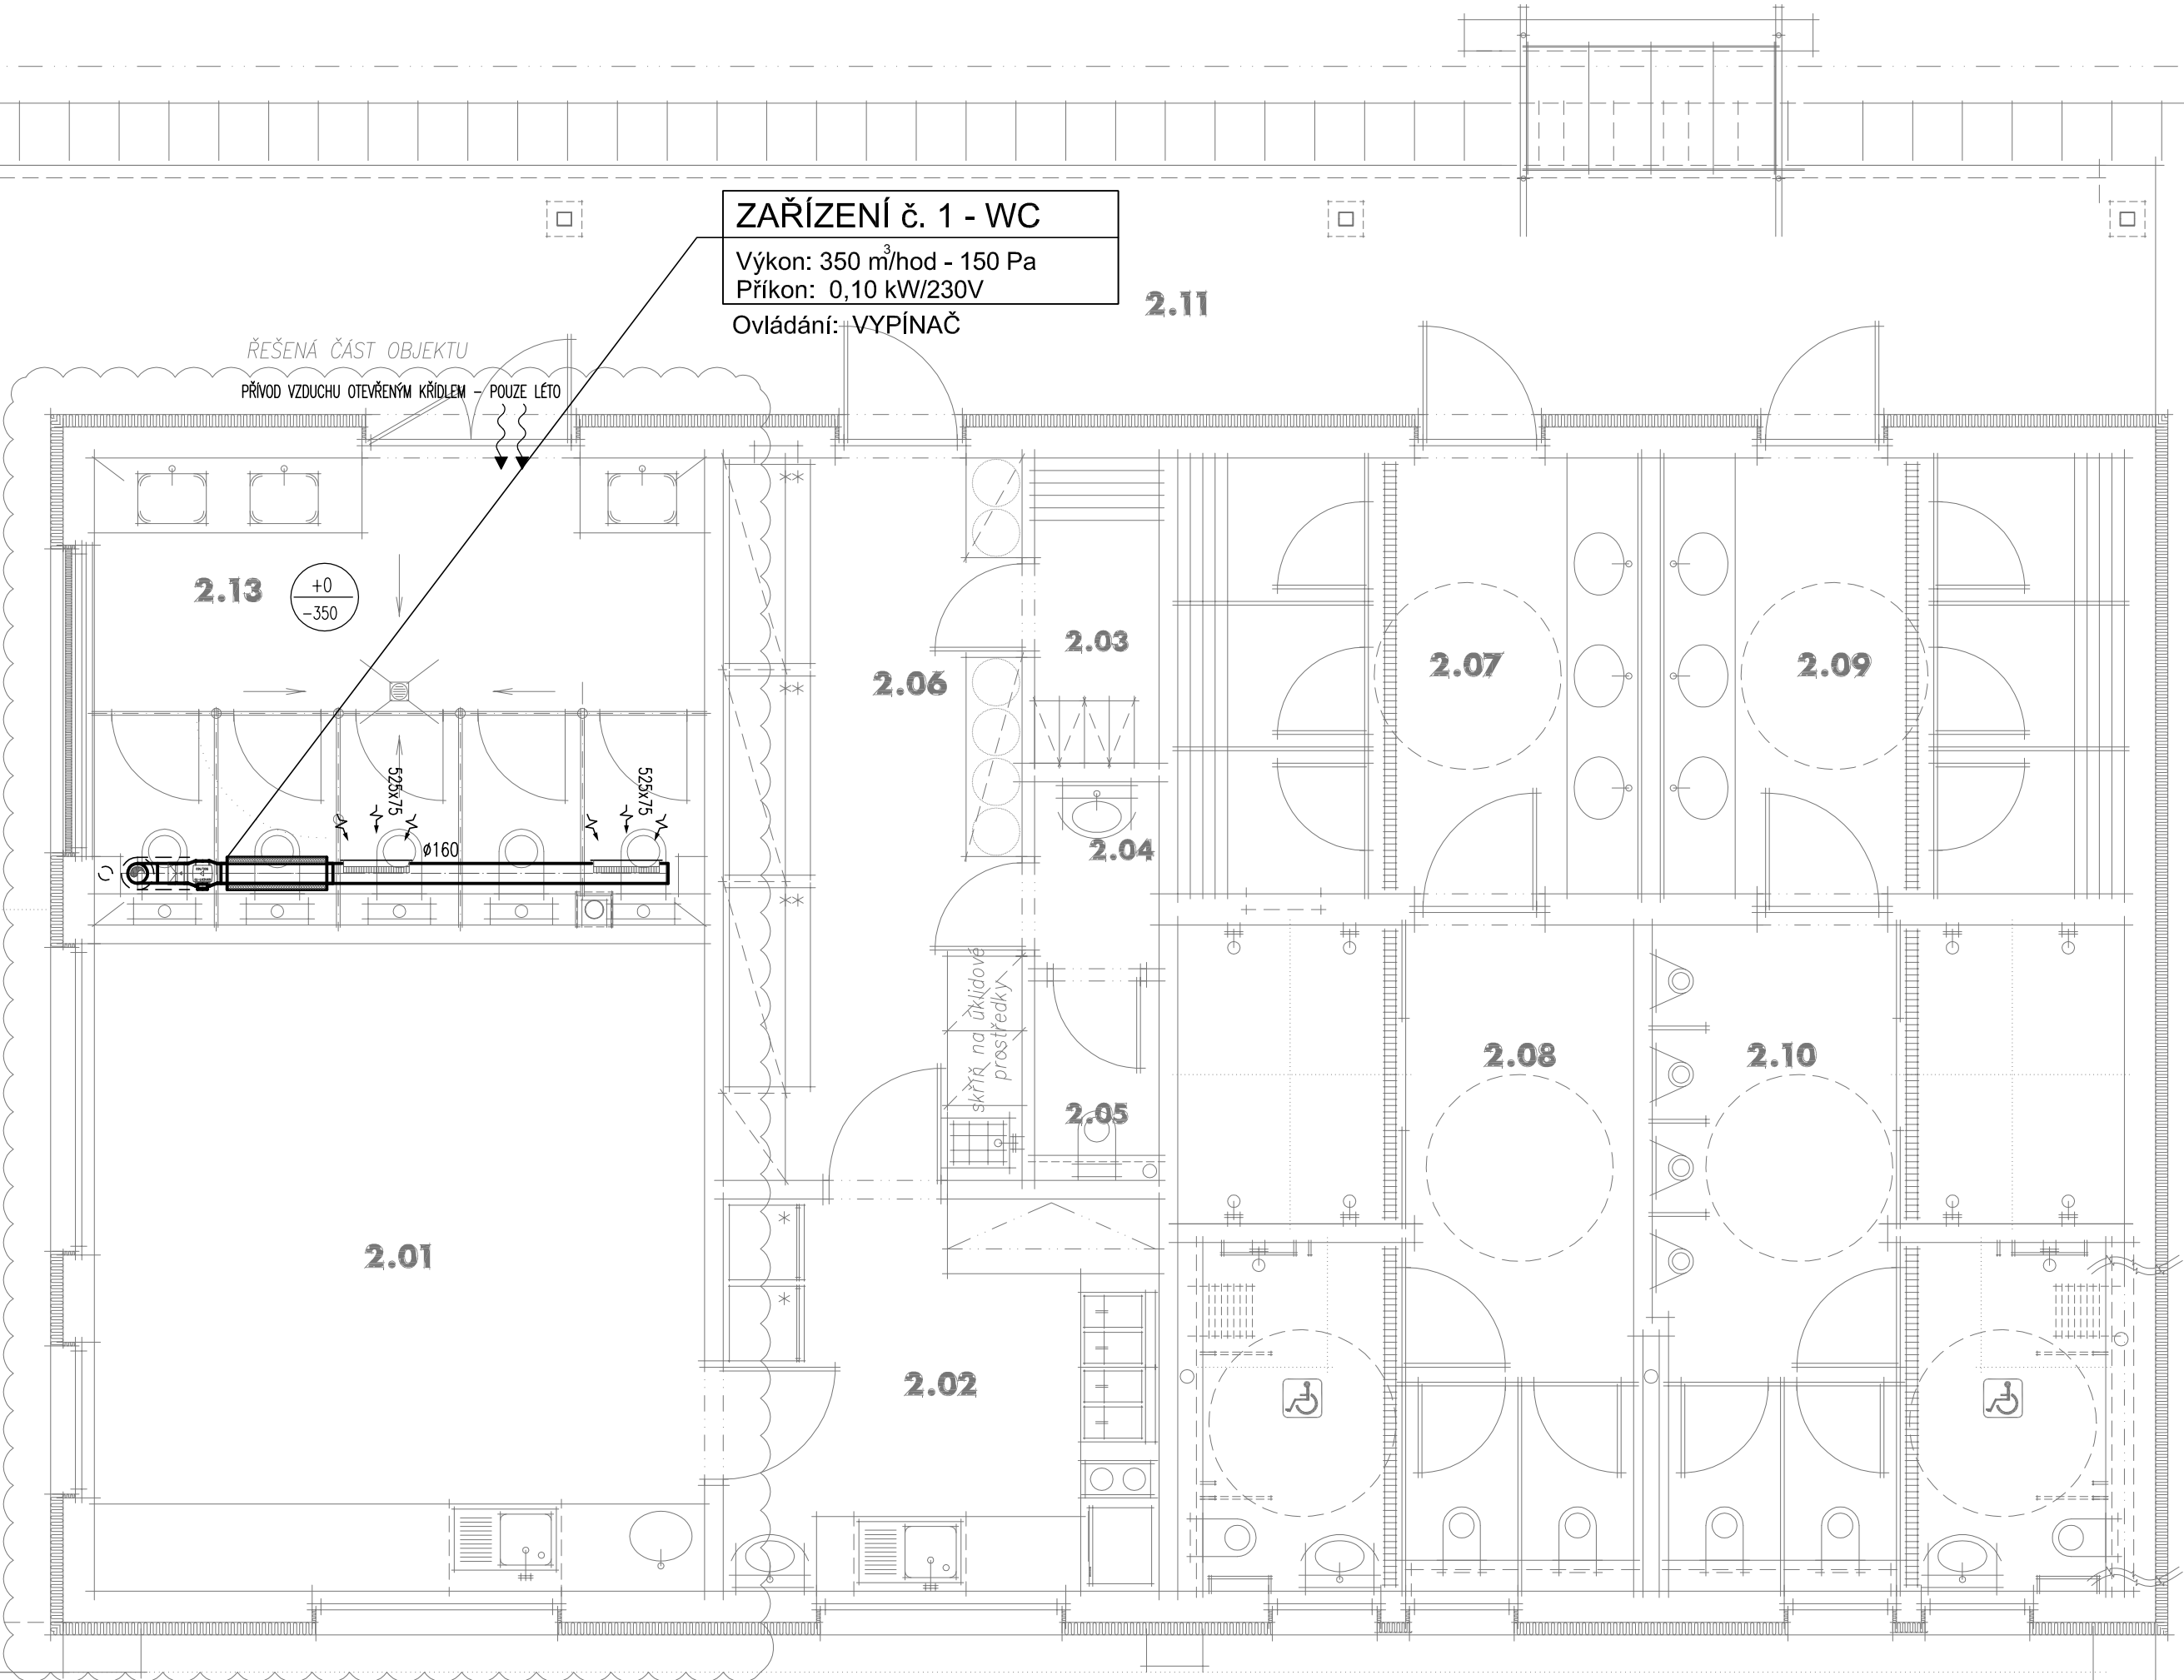 ZAŘÍZENÍ č. 1 - WC
Výkon: 350 m³/hod - 150 Pa
Příkon: 0,10 kW/230V
Ovládání: VYPÍNAČ
2.11
ŘEŠENÁ ČÁST OBJEKTU
PŘÍVOD VZDUCHU OTEVŘENÝM KŘÍDLEM – POUZE LÉTO
2.13
+0
-350
2.03
2.06
2.07
2.09
525x75
525x75
ø160
2.04
skříň na úklidové
prostředky
2.08
2.10
2.05
2.01
2.02